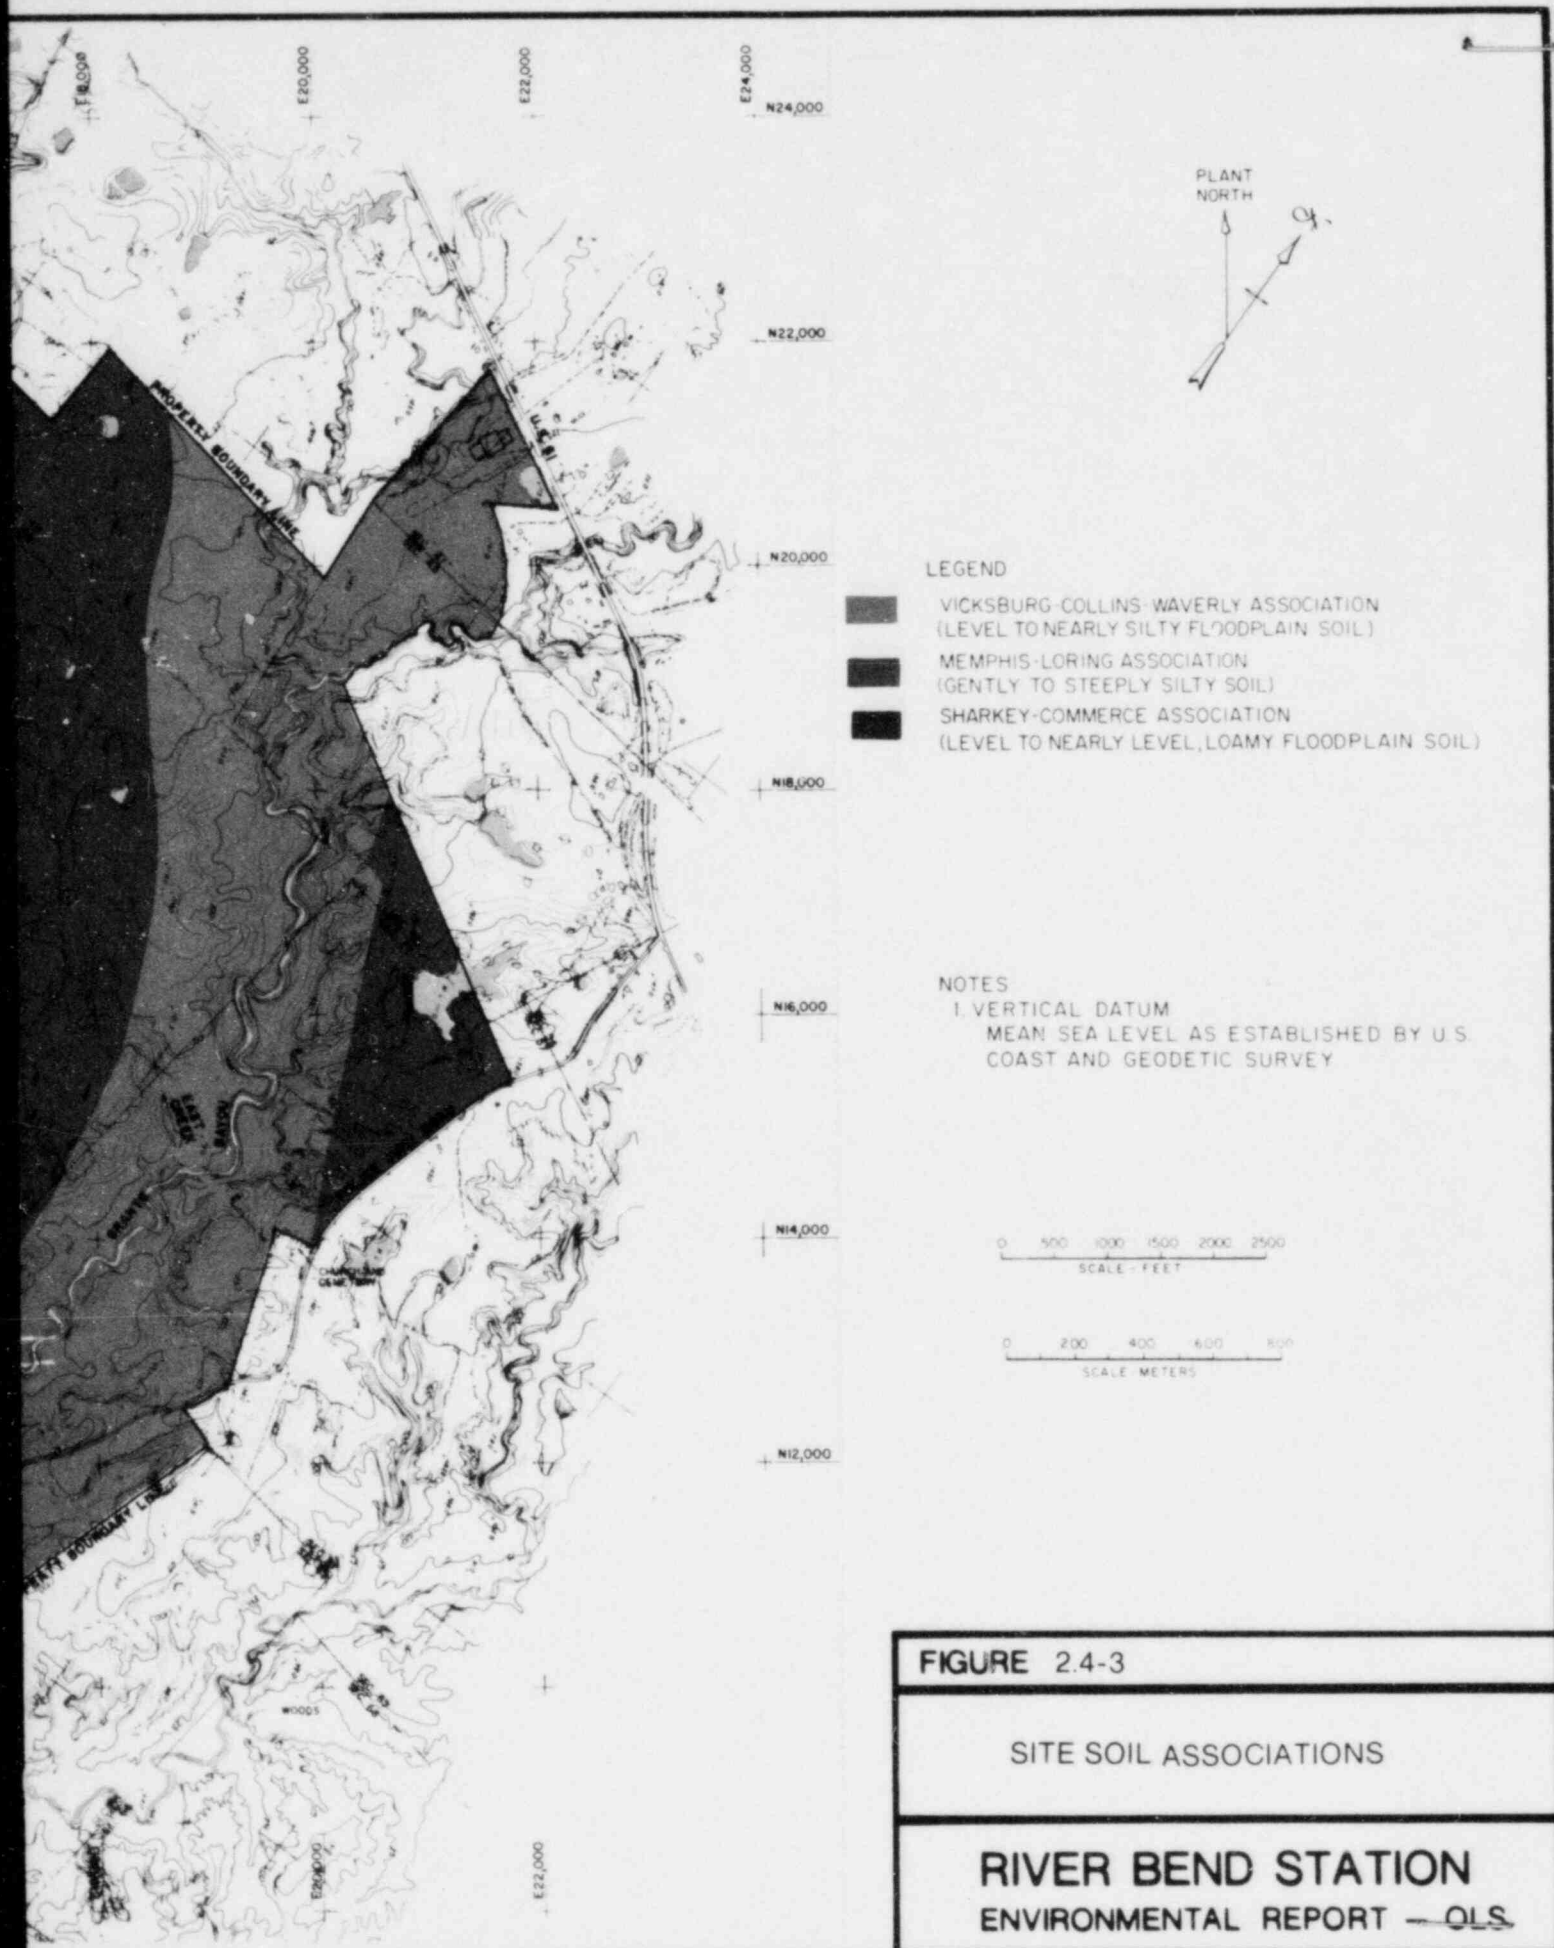 E20,000
E22,000
E24,000
N24,000
PLANT
NORTH
N22,000
PROPERTY BOUNDARY LINE
U.S. 61
N20,000
LEGEND
VICKSBURG-COLLINS-WAVERLY ASSOCIATION
(LEVEL TO NEARLY SILTY FLOODPLAIN SOIL)
MEMPHIS-LORING ASSOCIATION
(GENTLY TO STEEPLY SILTY SOIL)
SHARKEY-COMMERCE ASSOCIATION
(LEVEL TO NEARLY LEVEL, LOAMY FLOODPLAIN SOIL)
N18,000
NOTES
N16,000
1. VERTICAL DATUM
MEAN SEA LEVEL AS ESTABLISHED BY U.S.
COAST AND GEODETIC SURVEY
EAST
CREEK
BAYOU
N14,000
0 500 1000 1500 2000 2500
SCALE - FEET
CEMETERY
0 200 400 600 800
SCALE-METERS
N12,000
BOUNDARY LINE
FIGURE 2.4-3
WOODS
SITE SOIL ASSOCIATIONS
E20,000
E22,000
RIVER BEND STATION
ENVIRONMENTAL REPORT - OLS